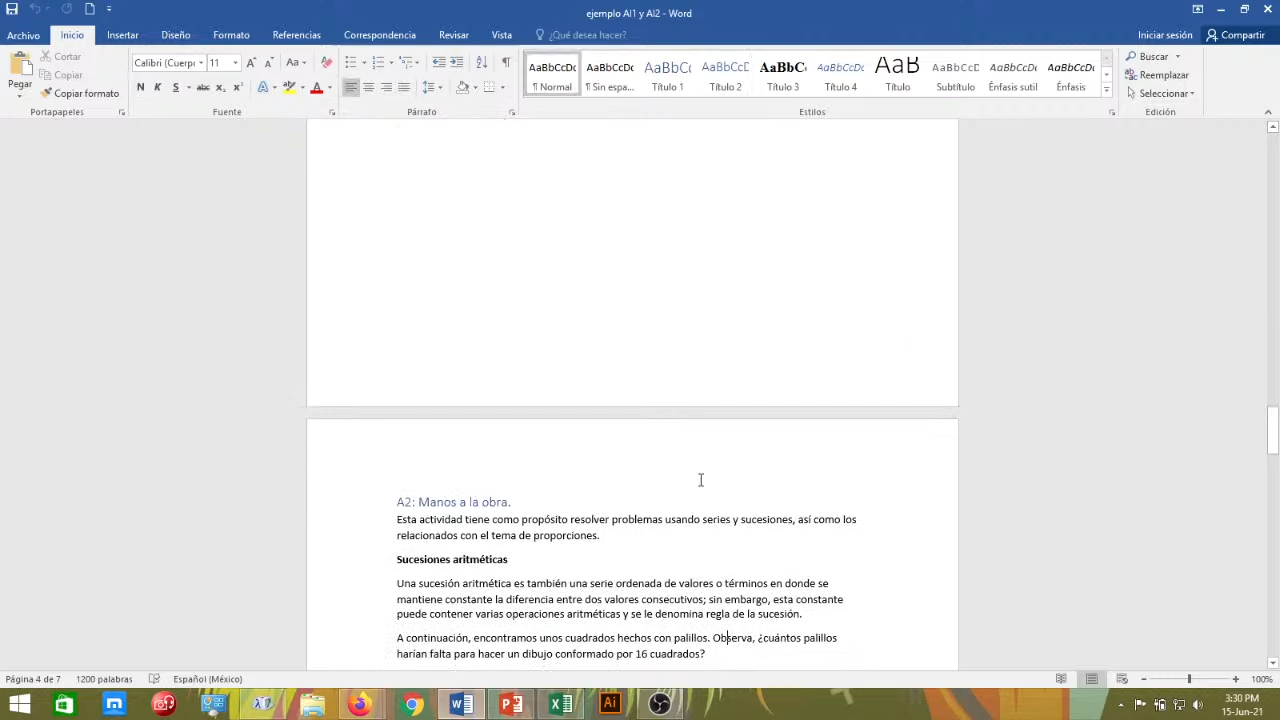 ejemplo AI1 y AI2 - Word
Archivo Inicio Insertar Diseño Formato Referencias Correspondencia Revisar Vista ¿Qué desea hacer? Iniciar sesión Compartir
Pegar
Cortar
Copiar
Copiar formato
Portapapeles
Calibri (Cuerpo 11
N K S abc x₂ x²
Fuente
Párrafo
AaBbCcDc AaBbCcDc AaBbCc AaBbCcD AaBbC AaBbCcDc AaB AaBbCcD AaBbCcDc AaBbCcDc
¶ Normal ¶ Sin espa... Título 1 Título 2 Título 3 Título 4 Título Subtítulo Énfasis sutil Énfasis
Estilos
Buscar
Reemplazar
Seleccionar
Edición
A2: Manos a la obra.
Esta actividad tiene como propósito resolver problemas usando series y sucesiones, así como los
relacionados con el tema de proporciones.
Sucesiones aritméticas
Una sucesión aritmética es también una serie ordenada de valores o términos en donde se
mantiene constante la diferencia entre dos valores consecutivos; sin embargo, esta constante
puede contener varias operaciones aritméticas y se le denomina regla de la sucesión.
A continuación, encontramos unos cuadrados hechos con palillos. Observa, ¿cuántos palillos
harían falta para hacer un dibujo conformado por 16 cuadrados?
Página 4 de 7 1200 palabras Español (México) 100%
Ai
3:30 PM
15-Jun-21